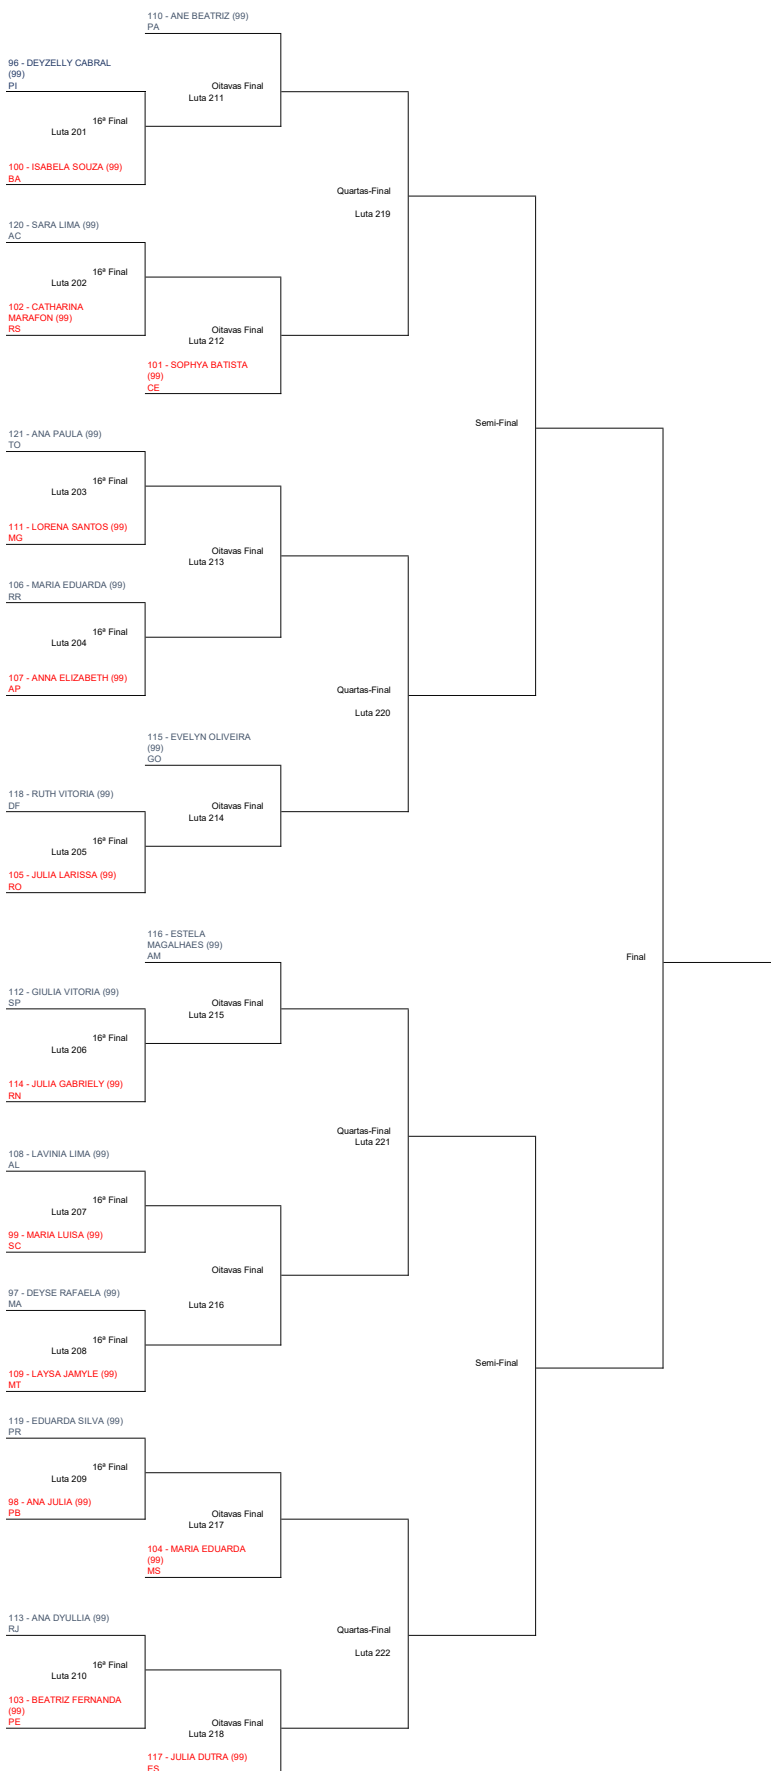 110 - ANE BEATRIZ (99)
PA
96 - DEYZELLY CABRAL
(99)
PI
Oitavas Final
Luta 211
16ª Final
Luta 201
100 - ISABELA SOUZA (99)
BA
Quartas-Final
Luta 219
120 - SARA LIMA (99)
AC
16ª Final
Luta 202
102 - CATHARINA
MARAFON (99)
RS
Oitavas Final
Luta 212
101 - SOPHYA BATISTA
(99)
CE
Semi-Final
121 - ANA PAULA (99)
TO
16ª Final
Luta 203
111 - LORENA SANTOS (99)
MG
Oitavas Final
Luta 213
106 - MARIA EDUARDA (99)
RR
16ª Final
Luta 204
107 - ANNA ELIZABETH (99)
AP
Quartas-Final
Luta 220
115 - EVELYN OLIVEIRA
(99)
GO
118 - RUTH VITORIA (99)
DF
Oitavas Final
Luta 214
16ª Final
Luta 205
105 - JULIA LARISSA (99)
RO
116 - ESTELA
MAGALHAES (99)
AM
Final
112 - GIULIA VITORIA (99)
SP
Oitavas Final
Luta 215
16ª Final
Luta 206
114 - JULIA GABRIELY (99)
RN
Quartas-Final
Luta 221
108 - LAVINIA LIMA (99)
AL
16ª Final
Luta 207
99 - MARIA LUISA (99)
SC
Oitavas Final
Luta 216
97 - DEYSE RAFAELA (99)
MA
16ª Final
Luta 208
109 - LAYSA JAMYLE (99)
MT
Semi-Final
119 - EDUARDA SILVA (99)
PR
16ª Final
Luta 209
98 - ANA JULIA (99)
PB
Oitavas Final
Luta 217
104 - MARIA EDUARDA
(99)
MS
113 - ANA DYULLIA (99)
RJ
Quartas-Final
Luta 222
16ª Final
Luta 210
103 - BEATRIZ FERNANDA
(99)
PE
Oitavas Final
Luta 218
117 - JULIA DUTRA (99)
ES